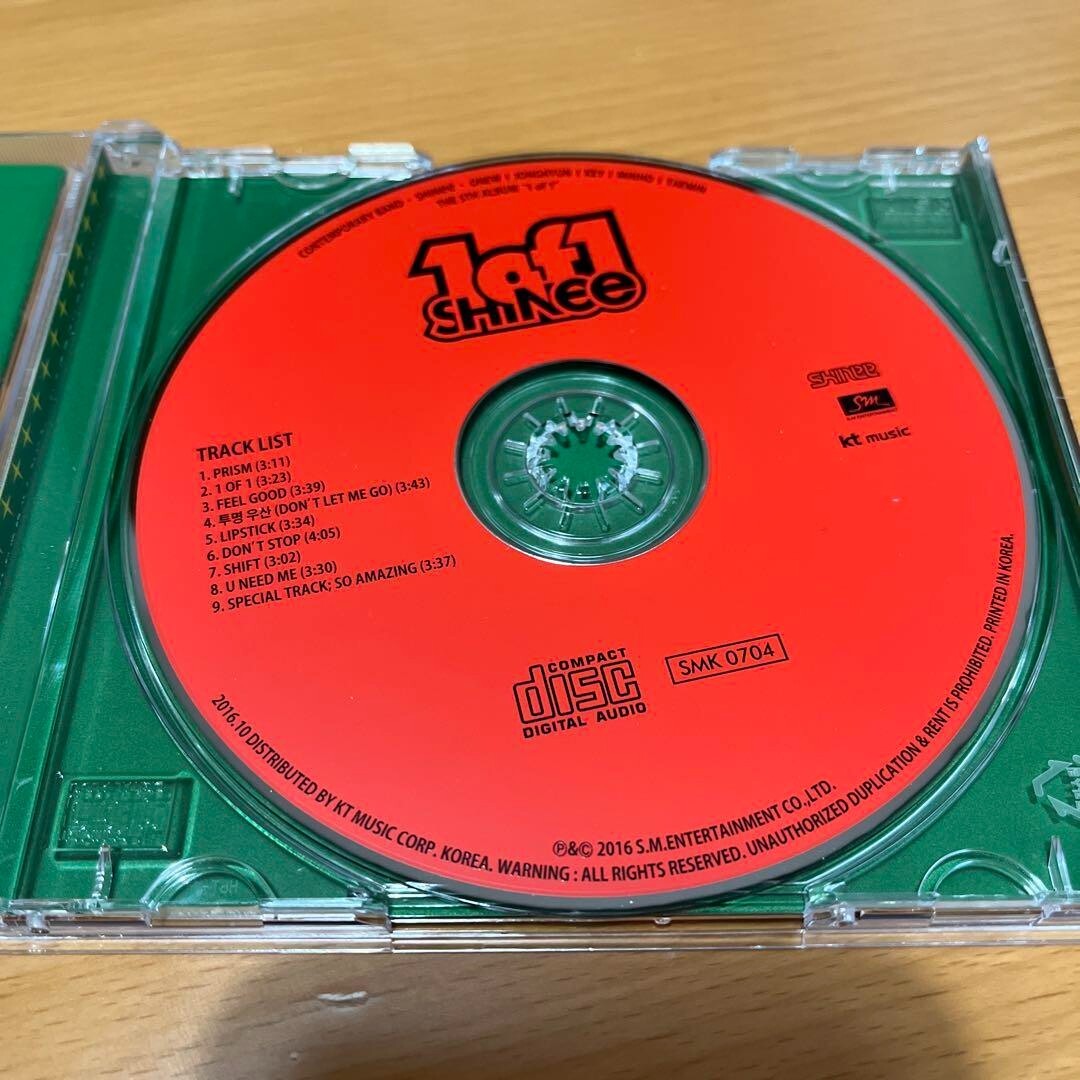 CONTEMPORARY BAND - SHINEE - ONEW / JONGHYUN / KEY / MINHO / TAEMIN
THE 5TH ALBUM "1 of 1"
1of1
SHINee
SHINee
SM
S.M. ENTERTAINMENT
kt music
TRACK LIST
1. PRISM (3:11)
2. 1 OF 1 (3:23)
3. FEEL GOOD (3:39)
4. 투명 우산 (DON'T LET ME GO) (3:43)
5. LIPSTICK (3:34)
6. DON'T STOP (4:05)
7. SHIFT (3:02)
8. U NEED ME (3:30)
9. SPECIAL TRACK; SO AMAZING (3:37)
COMPACT
disc
DIGITAL AUDIO
SMK 0704
℗&© 2016 S.M.ENTERTAINMENT CO.,LTD.
2016.10 DISTRIBUTED BY KT MUSIC CORP. KOREA. WARNING : ALL RIGHTS RESERVED. UNAUTHORIZED DUPLICATION & RENT IS PROHIBITED. PRINTED IN KOREA.